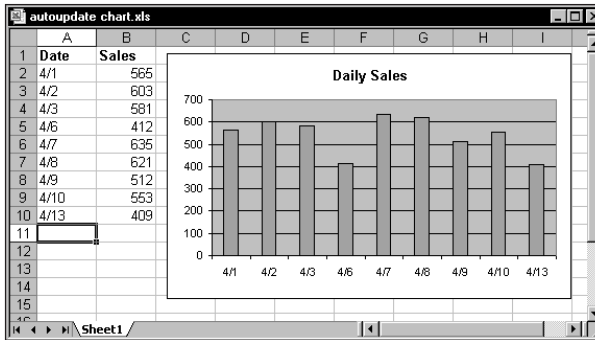 autoupdate chart.xls
A B C D E F G H I
1 Date Sales
2 4/1 565
3 4/2 603
4 4/3 581
5 4/6 412
6 4/7 635
7 4/8 621
8 4/9 512
9 4/10 553
10 4/13 409
11
12
13
14
15
Daily Sales
700
600
500
400
300
200
100
0
4/1 4/2 4/3 4/6 4/7 4/8 4/9 4/10 4/13
Sheet1